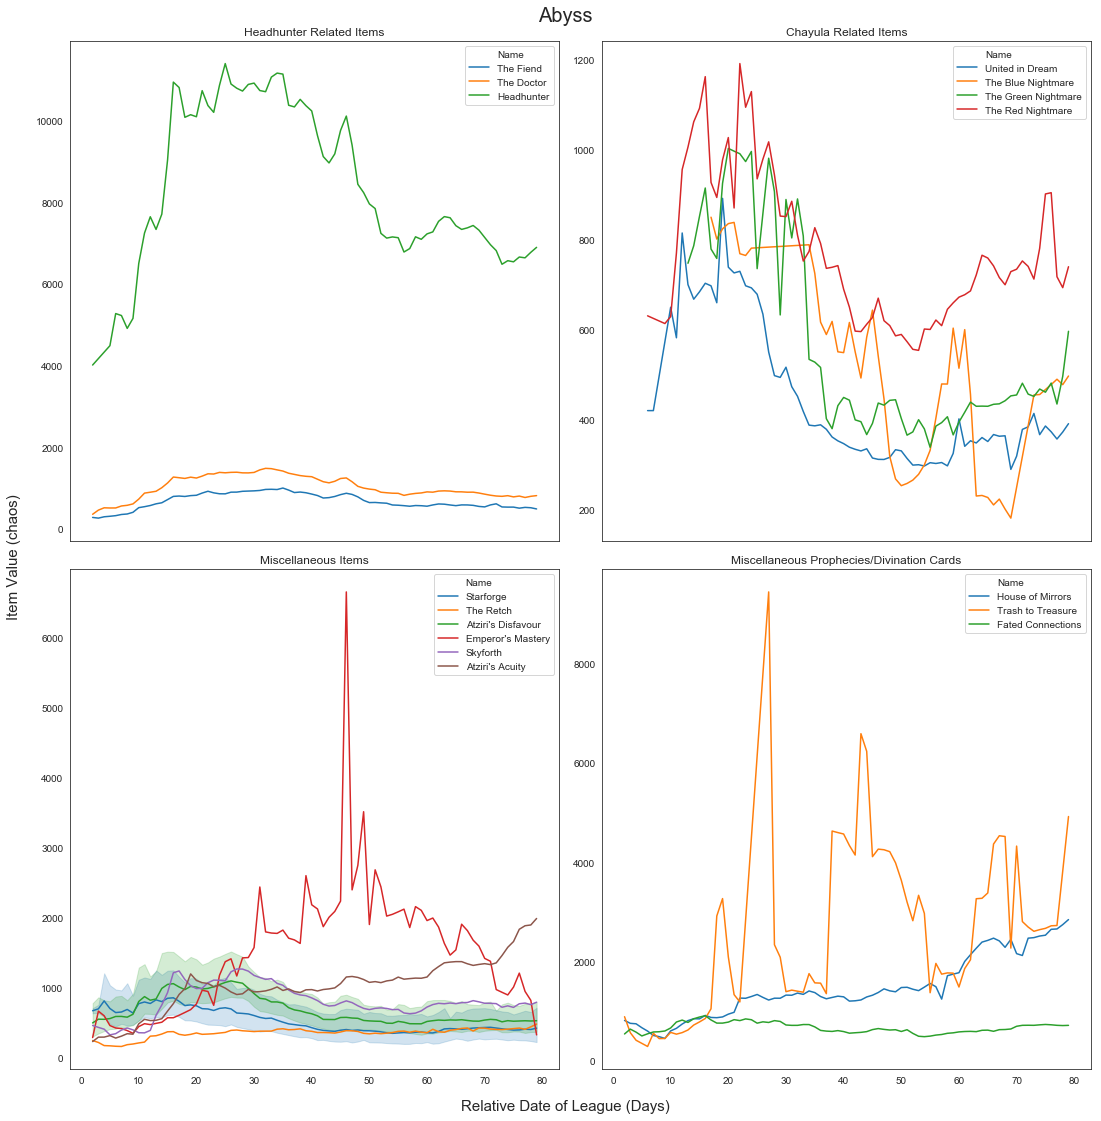 Abyss
Headhunter Related Items
Name
The Fiend
The Doctor
Headhunter
10000
8000
6000
4000
2000
0
Chayula Related Items
Name
United in Dream
The Blue Nightmare
The Green Nightmare
The Red Nightmare
1200
1000
800
600
400
200
Item Value (chaos)
Miscellaneous Items
Name
Starforge
The Retch
Atziri's Disfavour
Emperor's Mastery
Skyforth
Atziri's Acuity
6000
5000
4000
3000
2000
1000
0
0 10 20 30 40 50 60 70 80
Miscellaneous Prophecies/Divination Cards
Name
House of Mirrors
Trash to Treasure
Fated Connections
8000
6000
4000
2000
0
0 10 20 30 40 50 60 70 80
Relative Date of League (Days)